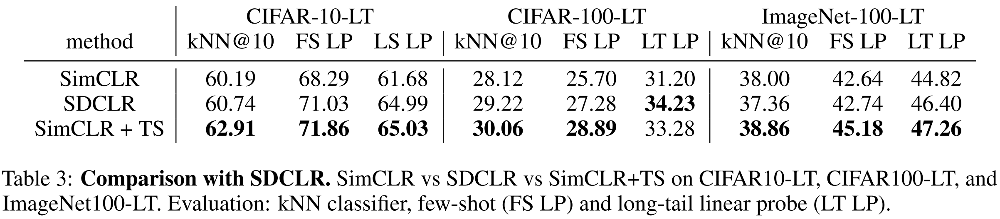 CIFAR-10-LT CIFAR-100-LT ImageNet-100-LT
method kNN@10 FS LP LS LP kNN@10 FS LP LT LP kNN@10 FS LP LT LP
SimCLR 60.19 68.29 61.68 28.12 25.70 31.20 38.00 42.64 44.82
SDCLR 60.74 71.03 64.99 29.22 27.28 34.23 37.36 42.74 46.40
SimCLR + TS 62.91 71.86 65.03 30.06 28.89 33.28 38.86 45.18 47.26
Table 3: Comparison with SDCLR. SimCLR vs SDCLR vs SimCLR+TS on CIFAR10-LT, CIFAR100-LT, and
ImageNet100-LT. Evaluation: kNN classifier, few-shot (FS LP) and long-tail linear probe (LT LP).